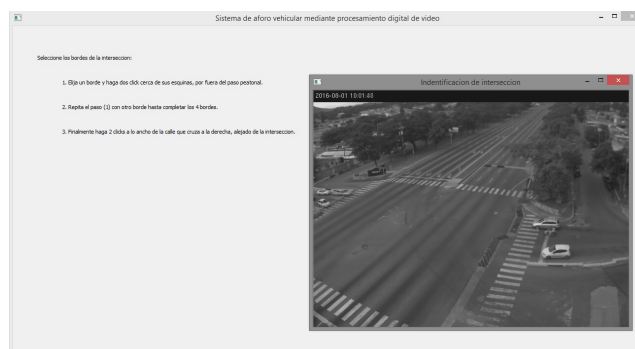 Sistema de aforo vehicular mediante procesamiento digital de video
Seleccione los bordes de la interseccion:
1. Elija un borde y haga dos click cerca de sus esquinas, por fuera del paso peatonal.
2. Repita el paso (1) con otro borde hasta completar los 4 bordes.
3. Finalmente haga 2 clicks a lo ancho de la calle que cruza a la derecha, alejado de la interseccion.
Indentificacion de interseccion
2016-08-01 10:01:40